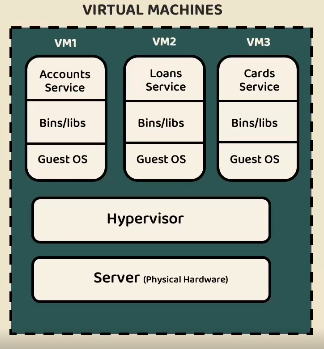 VIRTUAL MACHINES
VM1 VM2 VM3
Accounts Service
Loans Service
Cards Service
Bins/libs Bins/libs Bins/libs
Guest OS Guest OS Guest OS
Hypervisor
Server (Physical Hardware)